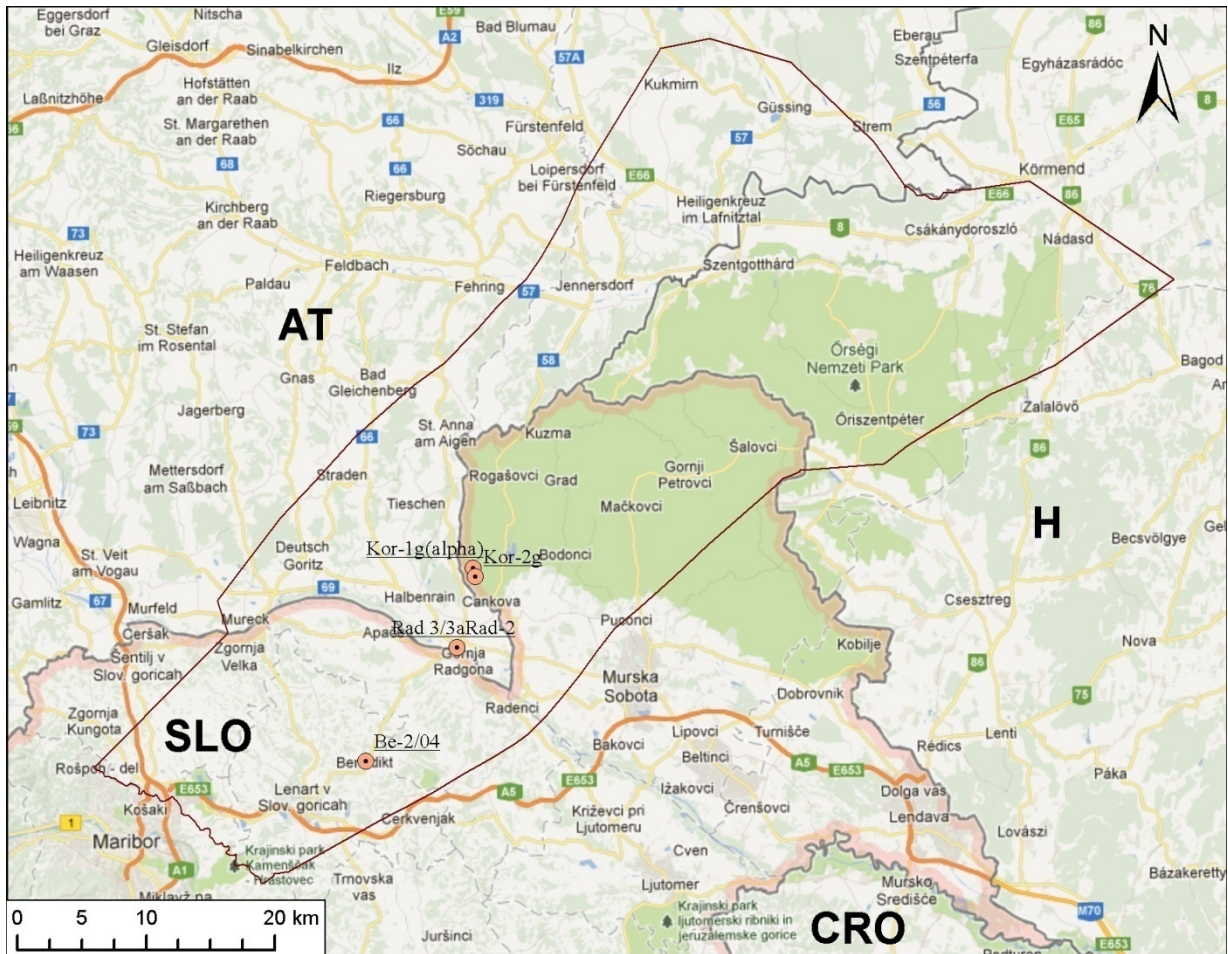 Eggersdorf
bei Graz
Nitscha
E59
A2
Bad Blumau
86
Eberau
Szentpéterfa
Egyházasrádóc
N
Gleisdorf
Sinabelkirchen
Ilz
57A
Kukmirn
Laßnitzhöhe
Hofstätten
an der Raab
319
Güssing
56
8
St. Margarethen
an der Raab
66
Fürstenfeld
57
Strem
E65
68
66
Söchau
Loipersdorf
bei Fürstenfeld
E66
Körmend
Riegersburg
Kirchberg
an der Raab
Heiligenkreuz
im Lafnitztal
E66
86
73
8
Csákánydoroszló
Nádasd
Heiligenkreuz
am Waasen
Feldbach
Szentgotthárd
Paldau
Fehring
57
Jennersdorf
76
AT
St. Stefan
im Rosental
Őrségi
Nemzeti Park
Gnas
Bad
Gleichenberg
58
Bagod
Jagerberg
Zalalövő
73
66
St. Anna
am Aigen
Kuzma
Őriszentpéter
86
Šalovci
Mettersdorf
am Saßbach
Straden
Rogašovci
Grad
Gornji
Petrovci
Leibnitz
Tieschen
Mačkovci
H
Wagna
St. Veit
am Vogau
Deutsch
Goritz
Kor-1g(alpha)
Kor-2g
Bodonci
Becsvölgye
Gamlitz
67
69
Halbenrain
Cankova
Csesztreg
Murfeld
Mureck
Puconci
Ceršak
Apače
Rad 3/3aRad-2
Kobilje
Nova
Šentilj v
Slov. goricah
Zgornja
Velka
Gornja
Radgona
86
Murska
Sobota
Dobrovnik
75
Zgornja
Kungota
Radenci
SLO
Lipovci
Turnišče
Lenti
Be-2/04
Bakovci
Beltinci
Rédics
Rošpoh - del
Benedikt
A5
E653
Páka
E653
Lenart v
Slov. goricah
A5
E653
Ižakovci
Dolga vas
Košaki
Cerkvenjak
Križevci pri
Ljutomeru
Črenšovci
Lendava
1
Maribor
Lovászi
Krajinski park
Kamenščak
- Hrastovec
Cven
A1
Bázakeretty
Miklavž na
Trnovska
vas
Ljutomer
Mursko
Središče
0 5 10 20 km
Krajinski park
ljutomerski ribniki in
jeruzalemske gorice
M70
Juršinci
CRO
E653